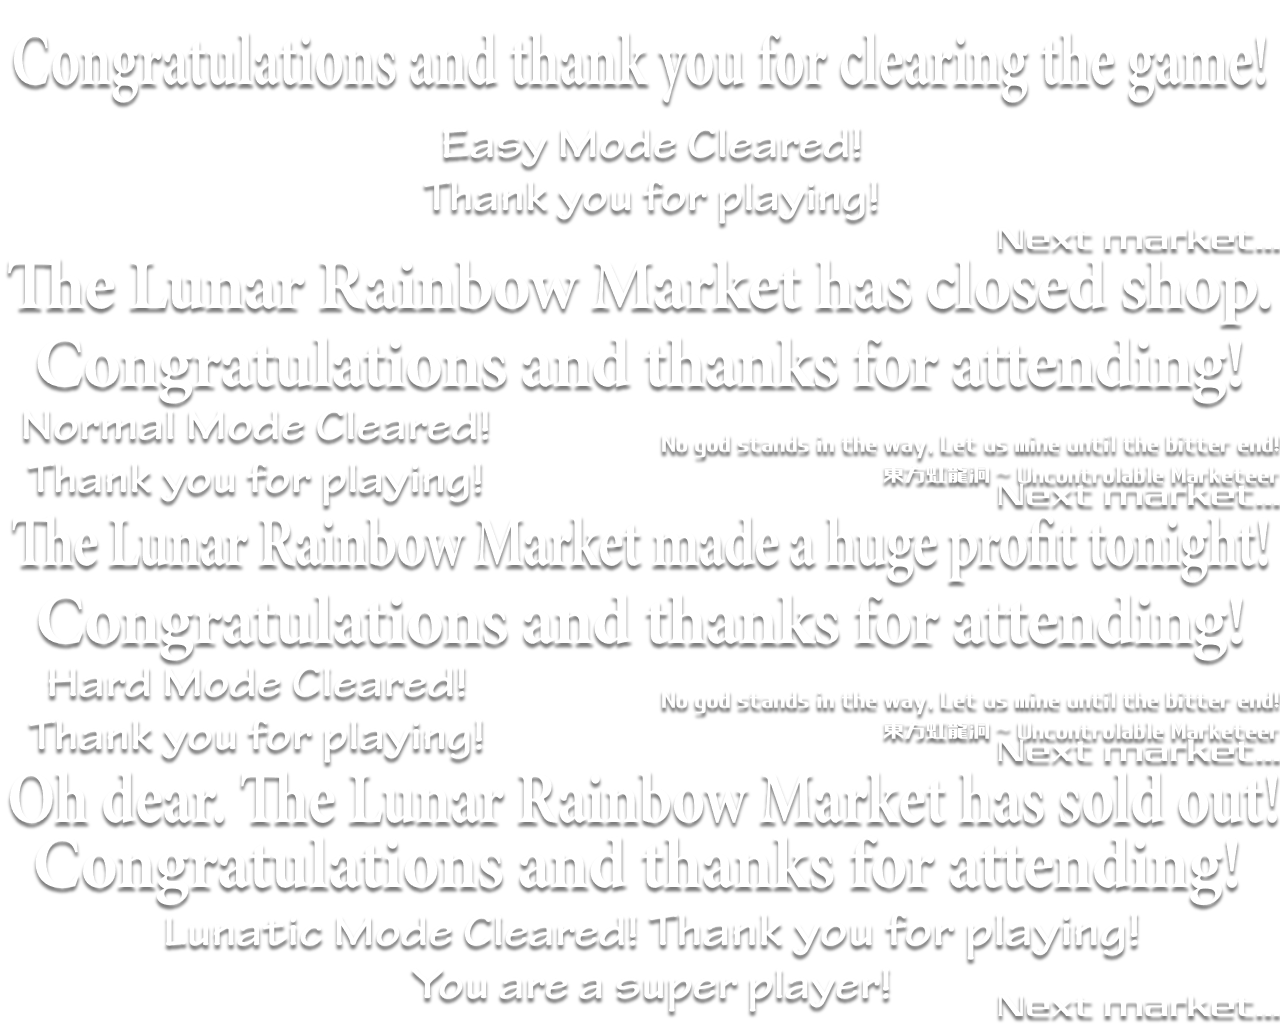 Congratulations and thank you for clearing the game!
Easy Mode Cleared!
Thank you for playing!
Next market...
The Lunar Rainbow Market has closed shop.
Congratulations and thanks for attending!
Normal Mode Cleared!
No god stands in the way, Let us mine until the bitter end!
Thank you for playing!
東方虹龍洞 ~ Uncontrolable Marketeer
Next market...
The Lunar Rainbow Market made a huge profit tonight!
Congratulations and thanks for attending!
Hard Mode Cleared!
No god stands in the way, Let us mine until the bitter end!
Thank you for playing!
東方虹龍洞 ~ Uncontrolable Marketeer
Next market...
Oh dear. The Lunar Rainbow Market has sold out!
Congratulations and thanks for attending!
Lunatic Mode Cleared! Thank you for playing!
You are a super player!
Next market...